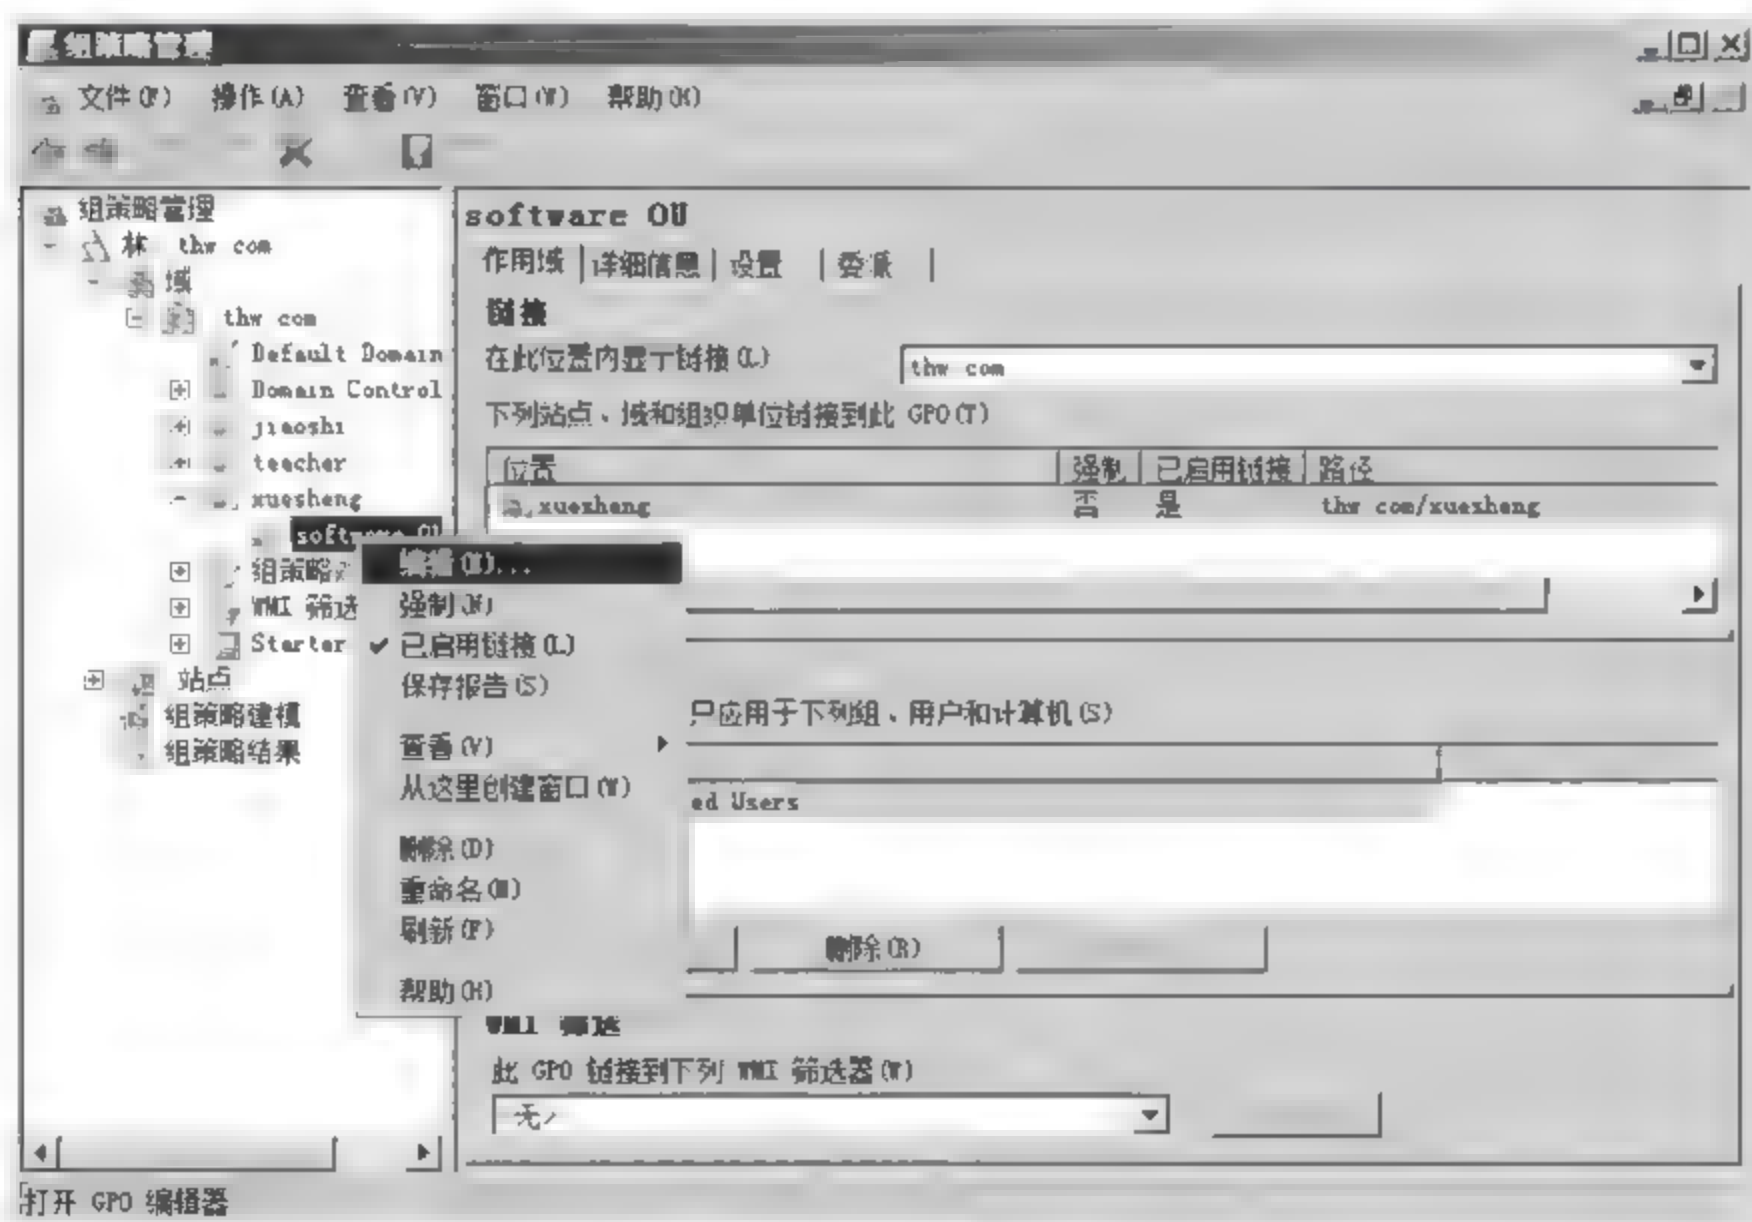 组策略管理
文件(F) 操作(A) 查看(V) 窗口(W) 帮助(H)
组策略管理
林 thw com
域
thw com
Default Domain
Domain Control
jiaoshi
teacher
xuesheng
software OU
组策略
WMI 筛选
Starter
站点
组策略建模
组策略结果
software OU
作用域 详细信息 设置 委派
链接
在此位置内显示链接(L)
thw com
下列站点、域和组织单位链接到此 GPO(T)
位置 强制 已启用链接 路径
xuesheng 否 是 thw com/xuesheng
编辑(E)...
强制(N)
已启用链接(L)
保存报告(S)
查看(V)
从这里创建窗口(W)
删除(D)
重命名(M)
刷新(F)
帮助(H)
只应用于下列组、用户和计算机(S)
ed Users
删除(R)
WMI 筛选
此 GPO 链接到下列 WMI 筛选器(W)
无
打开 GPO 编辑器